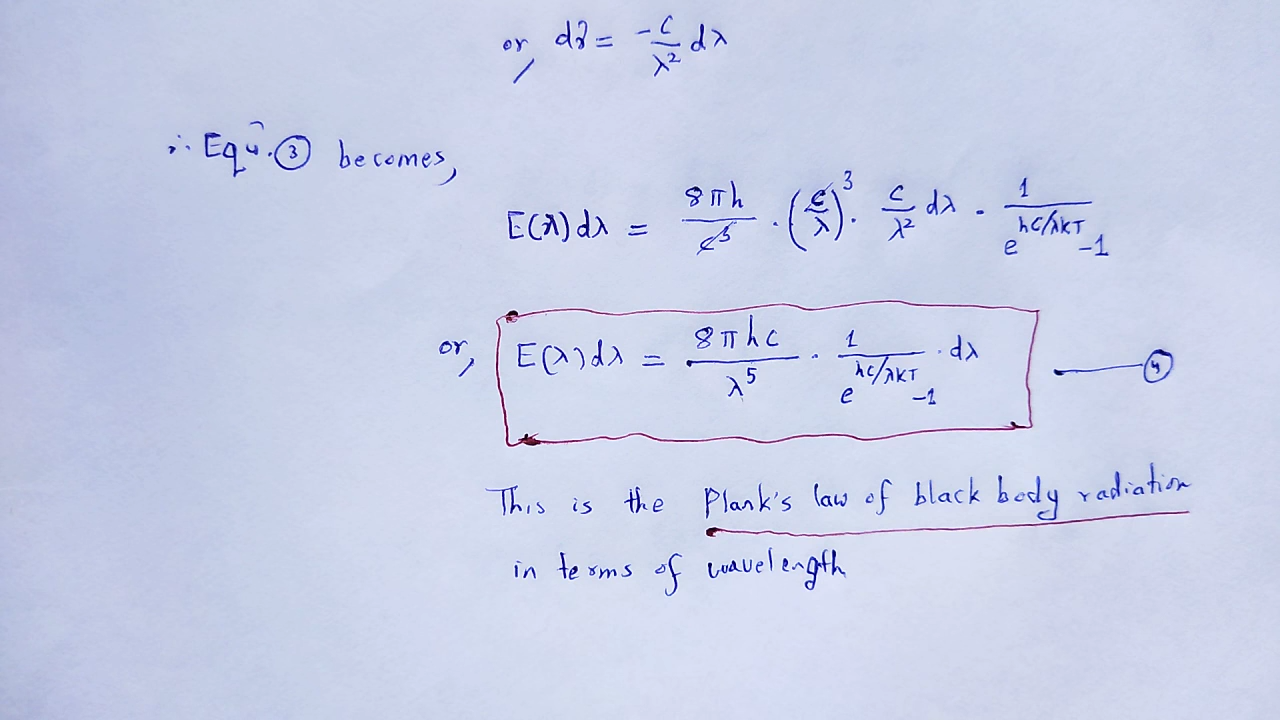 or, dν = -c/λ² dλ
∴ Equⁿ. ③ becomes,
E(λ) dλ = 8πh/c³ · (c/λ)³ · c/λ² dλ · 1/(e^(hc/λKT) -1)
or, E(λ) dλ = 8πhc/λ⁵ · 1/(e^(hc/λKT) -1) · dλ — ④
This is the Plank's law of black body radiation
in terms of wavelength